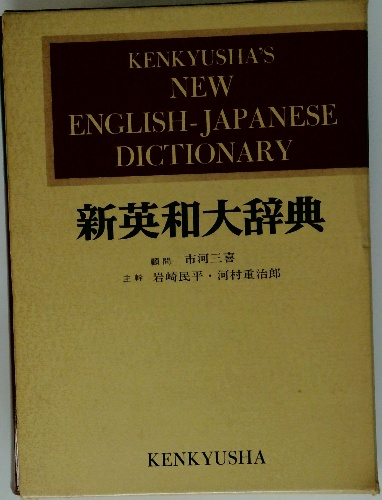 KENKYUSHA'S
NEW
ENGLISH-JAPANESE
DICTIONARY
新英和大辞典
顧問 市河三喜
主幹 岩崎民平・河村重治郎
KENKYUSHA